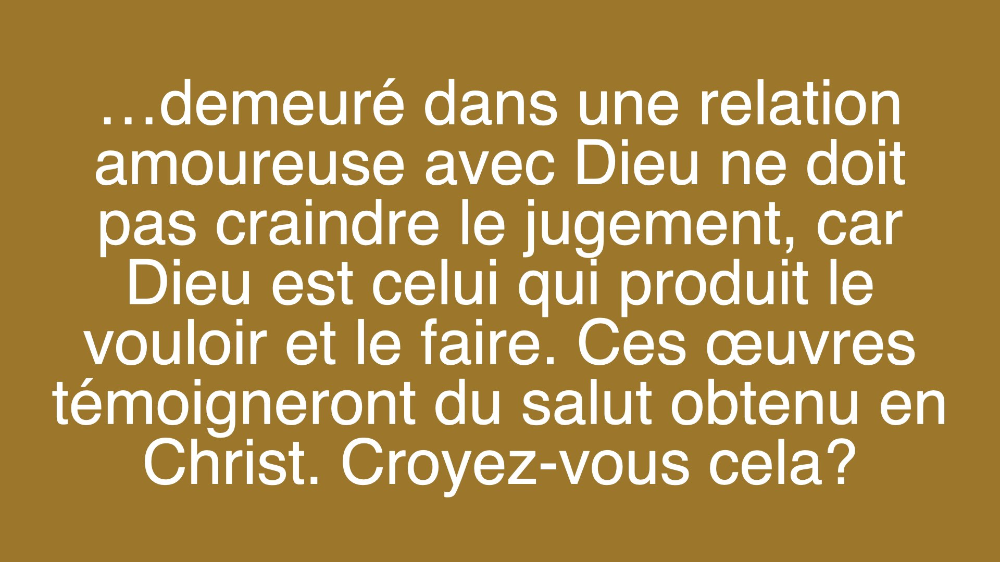 …demeuré dans une relation
amoureuse avec Dieu ne doit
pas craindre le jugement, car
Dieu est celui qui produit le
vouloir et le faire. Ces œuvres
témoigneront du salut obtenu en
Christ. Croyez-vous cela?